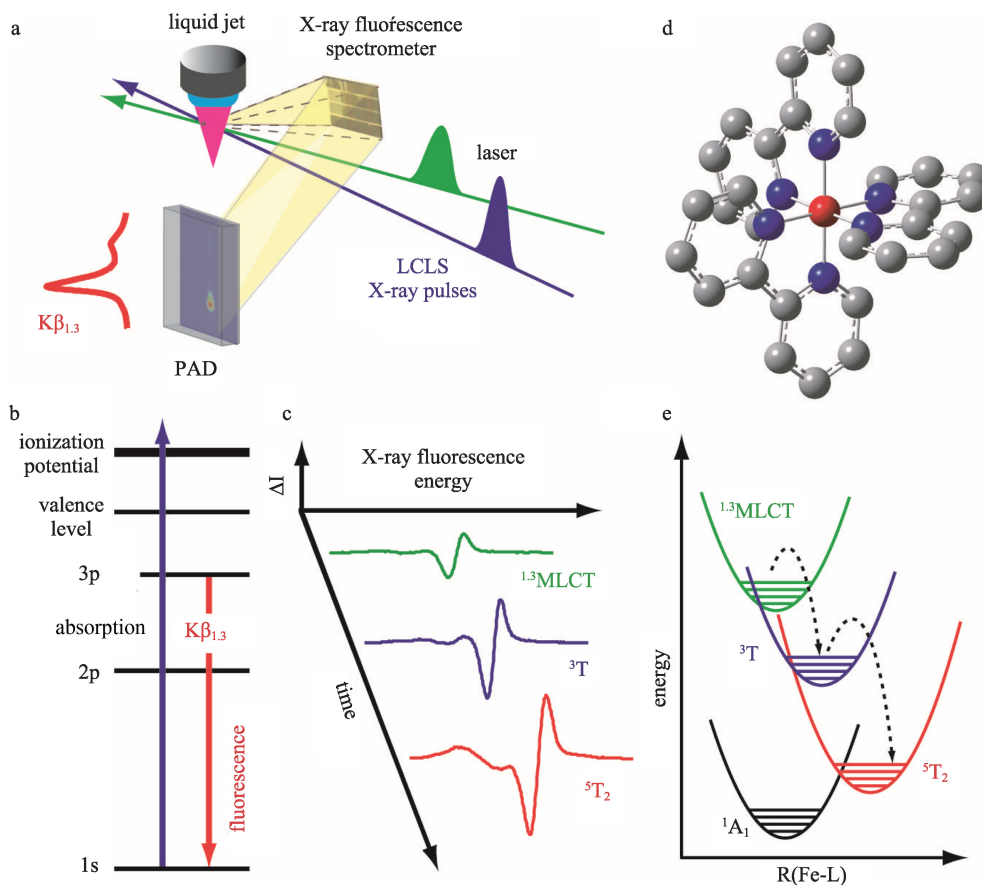 a
liquid jet
X-ray fluorescence
spectrometer
laser
LCLS
X-ray pulses
Kβ1.3
PAD
d
b
ionization
potential
valence
level
3p
absorption
Kβ1.3
2p
fluorescence
1s
c
ΔI
X-ray fluorescence
energy
1.3MLCT
3T
5T2
time
e
energy
1.3MLCT
3T
5T2
1A1
R(Fe-L)